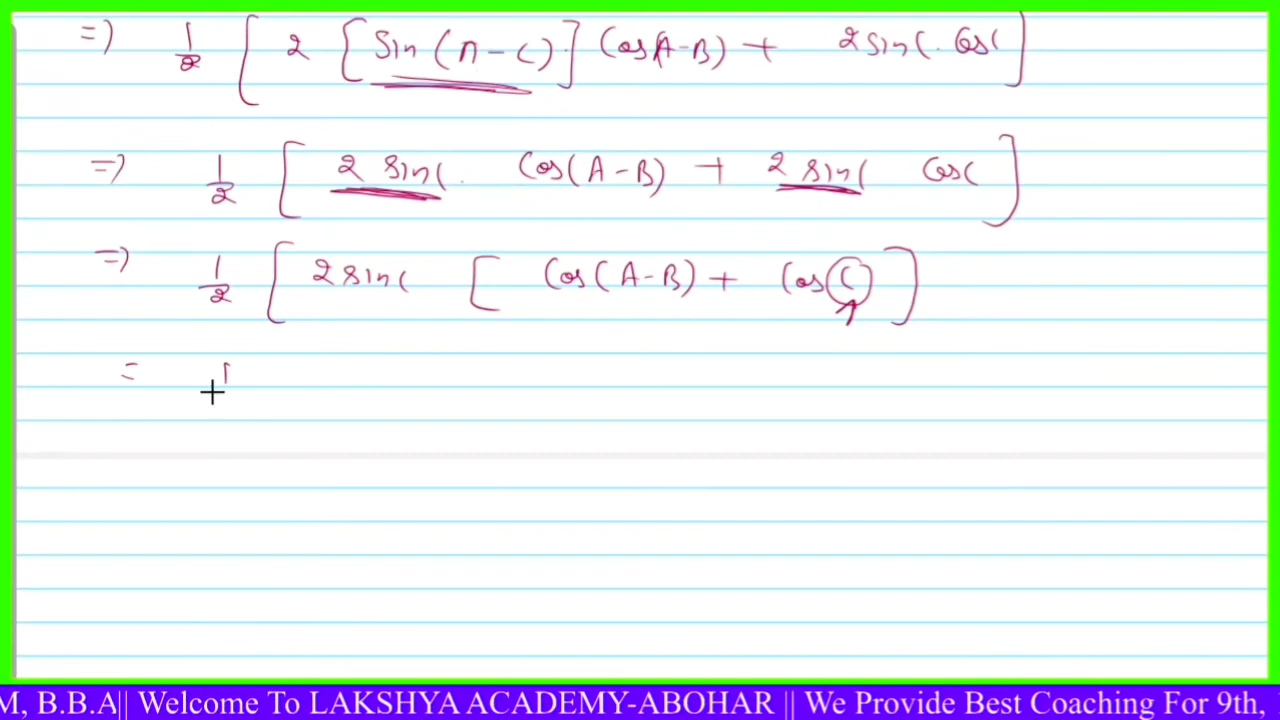 =) 1/2 [ 2 [ Sin (π - C) ] Cos(A-B) + 2 sin C. Cos C ]
=) 1/2 [ 2 sin C. Cos(A-B) + 2 sin C Cos C ]
=) 1/2 [ 2 sin C [ Cos(A-B) + Cos C ]
= 1
M, B.B.A|| Welcome To LAKSHYA ACADEMY-ABOHAR || We Provide Best Coaching For 9th,